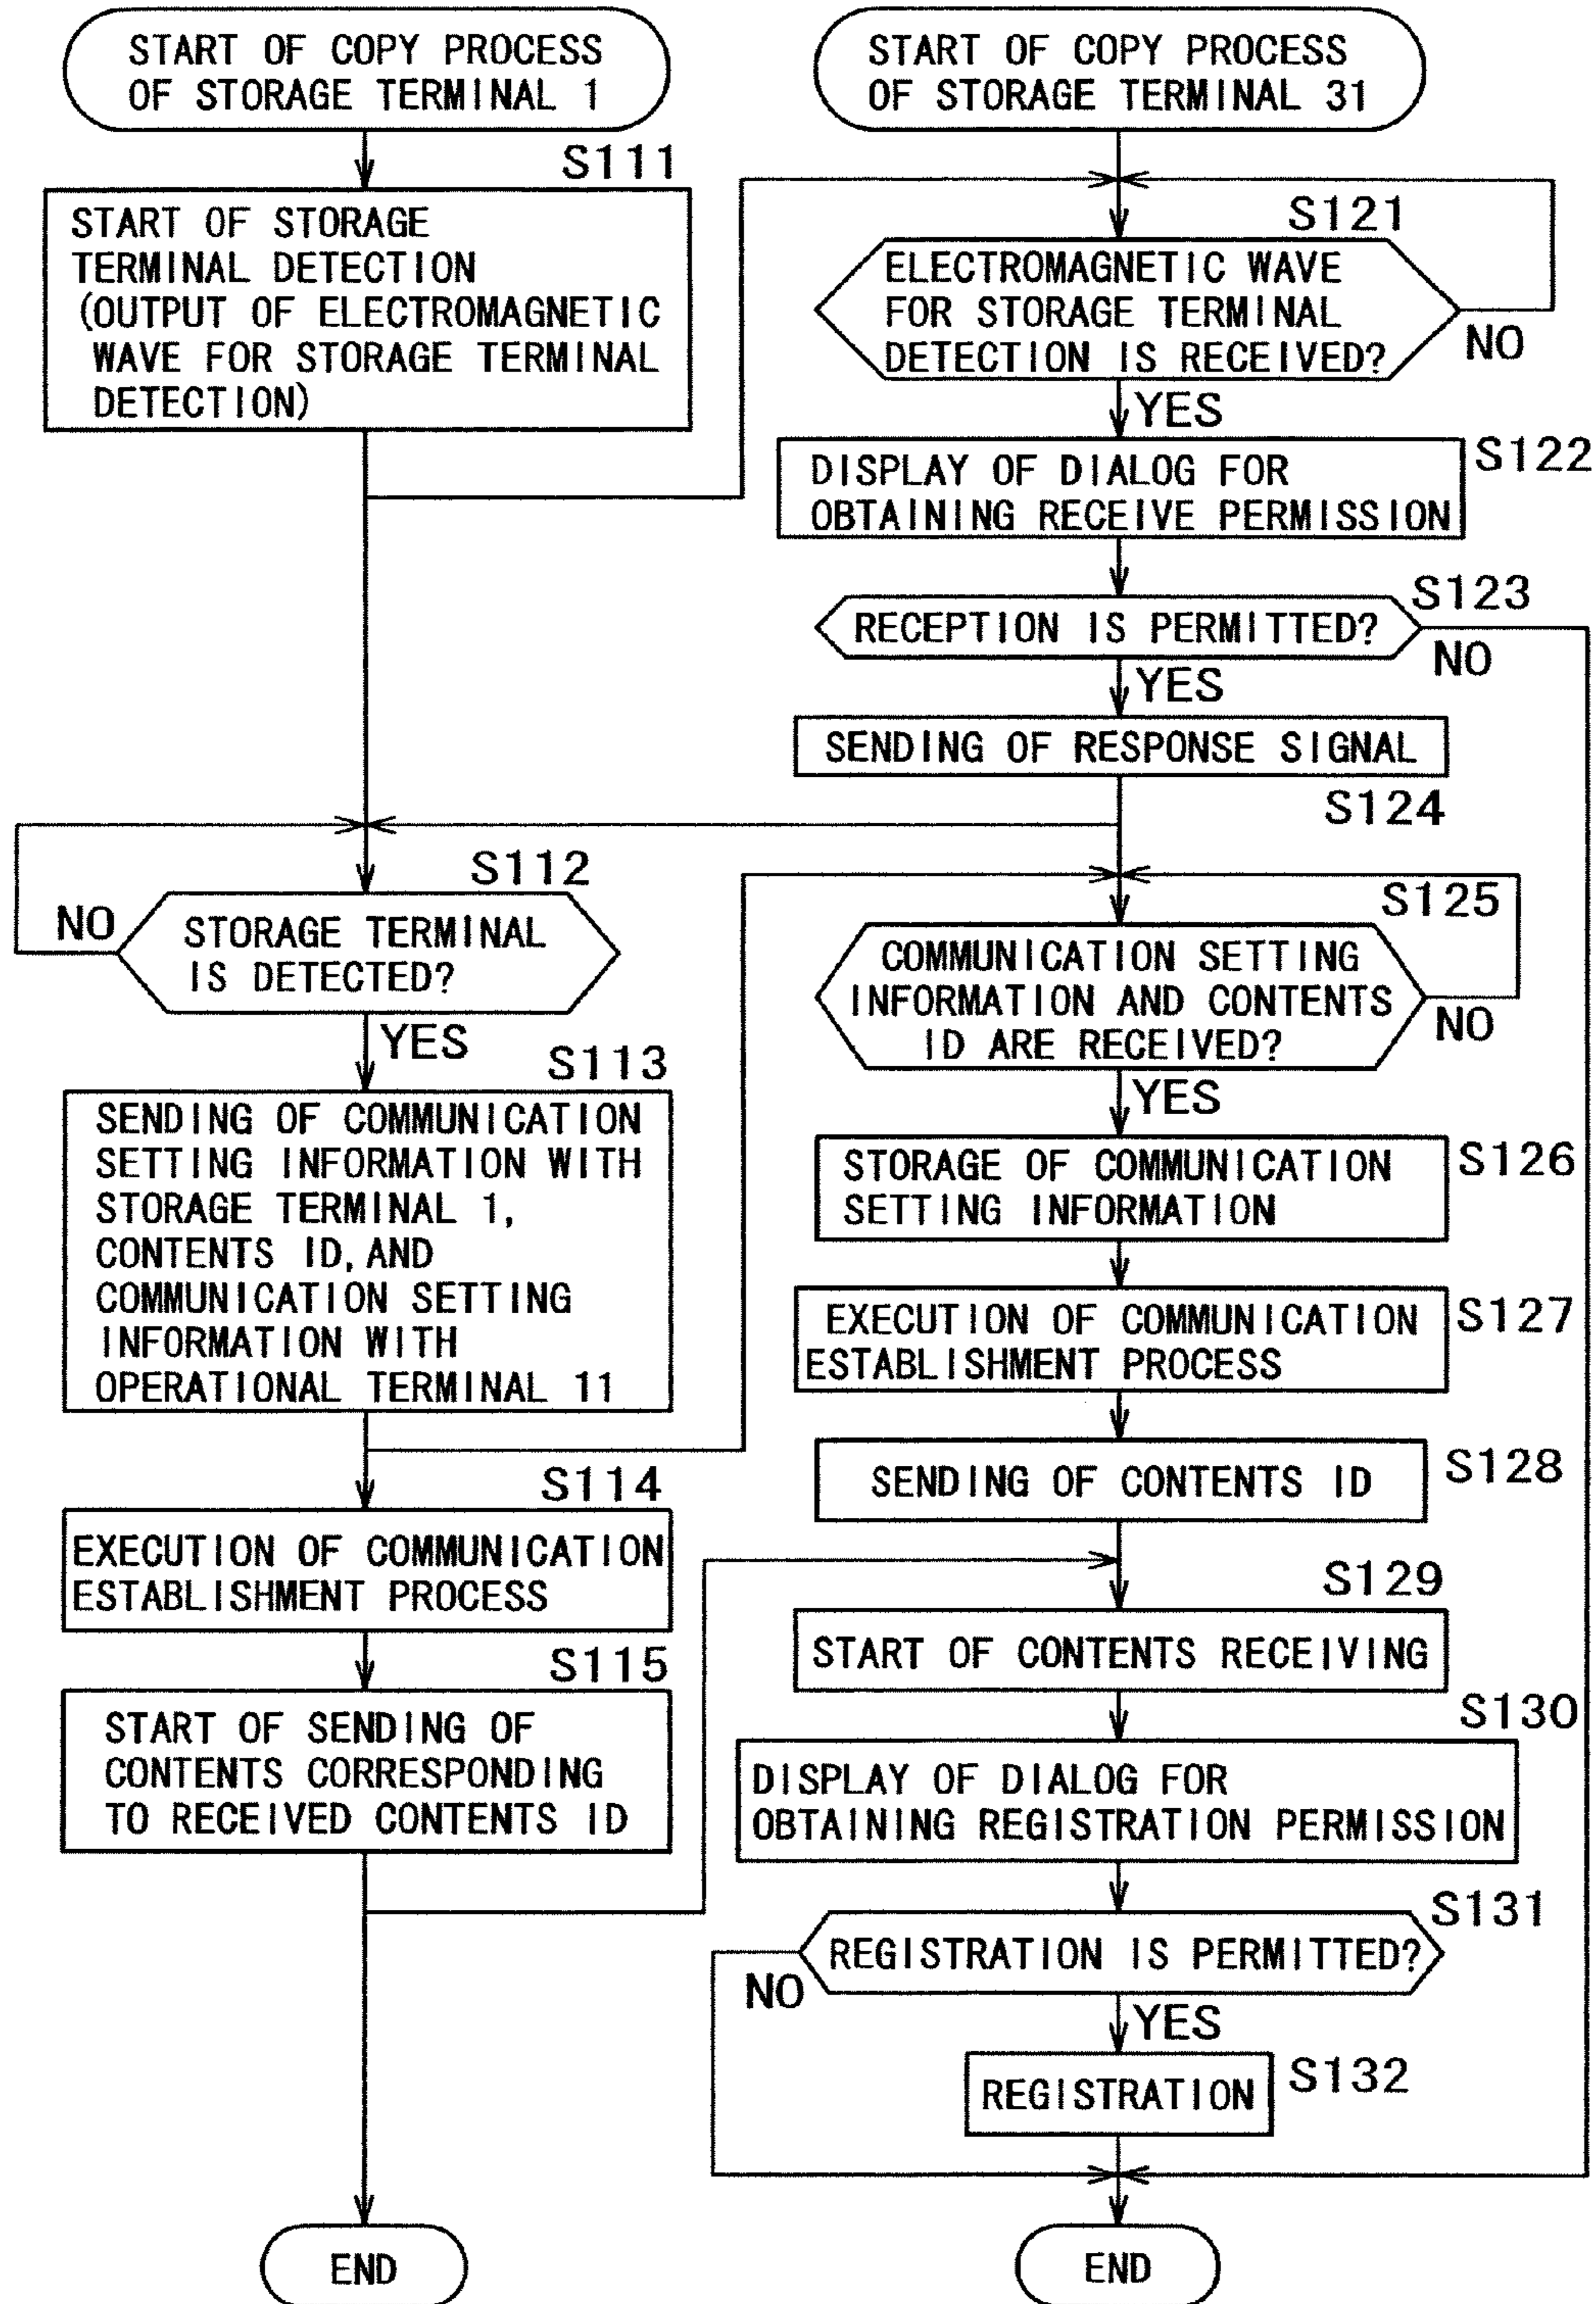 START OF COPY PROCESS
OF STORAGE TERMINAL 1
S111
START OF STORAGE
TERMINAL DETECTION
(OUTPUT OF ELECTROMAGNETIC
WAVE FOR STORAGE TERMINAL
DETECTION)
S112
NO
STORAGE TERMINAL
IS DETECTED?
YES
S113
SENDING OF COMMUNICATION
SETTING INFORMATION WITH
STORAGE TERMINAL 1,
CONTENTS ID, AND
COMMUNICATION SETTING
INFORMATION WITH
OPERATIONAL TERMINAL 11
S114
EXECUTION OF COMMUNICATION
ESTABLISHMENT PROCESS
S115
START OF SENDING OF
CONTENTS CORRESPONDING
TO RECEIVED CONTENTS ID
END
START OF COPY PROCESS
OF STORAGE TERMINAL 31
S121
ELECTROMAGNETIC WAVE
FOR STORAGE TERMINAL
DETECTION IS RECEIVED?
NO
YES
S122
DISPLAY OF DIALOG FOR
OBTAINING RECEIVE PERMISSION
S123
RECEPTION IS PERMITTED?
NO
YES
SENDING OF RESPONSE SIGNAL
S124
S125
COMMUNICATION SETTING
INFORMATION AND CONTENTS
ID ARE RECEIVED?
NO
YES
S126
STORAGE OF COMMUNICATION
SETTING INFORMATION
S127
EXECUTION OF COMMUNICATION
ESTABLISHMENT PROCESS
S128
SENDING OF CONTENTS ID
S129
START OF CONTENTS RECEIVING
S130
DISPLAY OF DIALOG FOR
OBTAINING REGISTRATION PERMISSION
S131
REGISTRATION IS PERMITTED?
NO
YES
S132
REGISTRATION
END